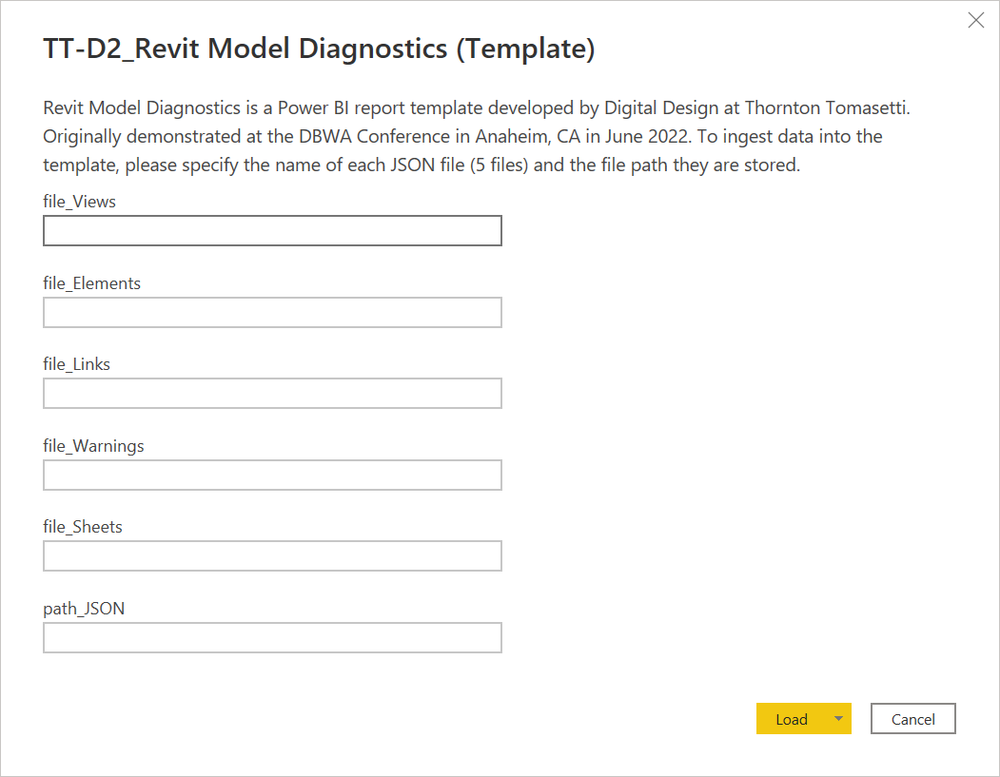 TT-D2_Revit Model Diagnostics (Template)
Revit Model Diagnostics is a Power BI report template developed by Digital Design at Thornton Tomasetti.
Originally demonstrated at the DBWA Conference in Anaheim, CA in June 2022. To ingest data into the
template, please specify the name of each JSON file (5 files) and the file path they are stored.
file_Views
file_Elements
file_Links
file_Warnings
file_Sheets
path_JSON
Load
Cancel